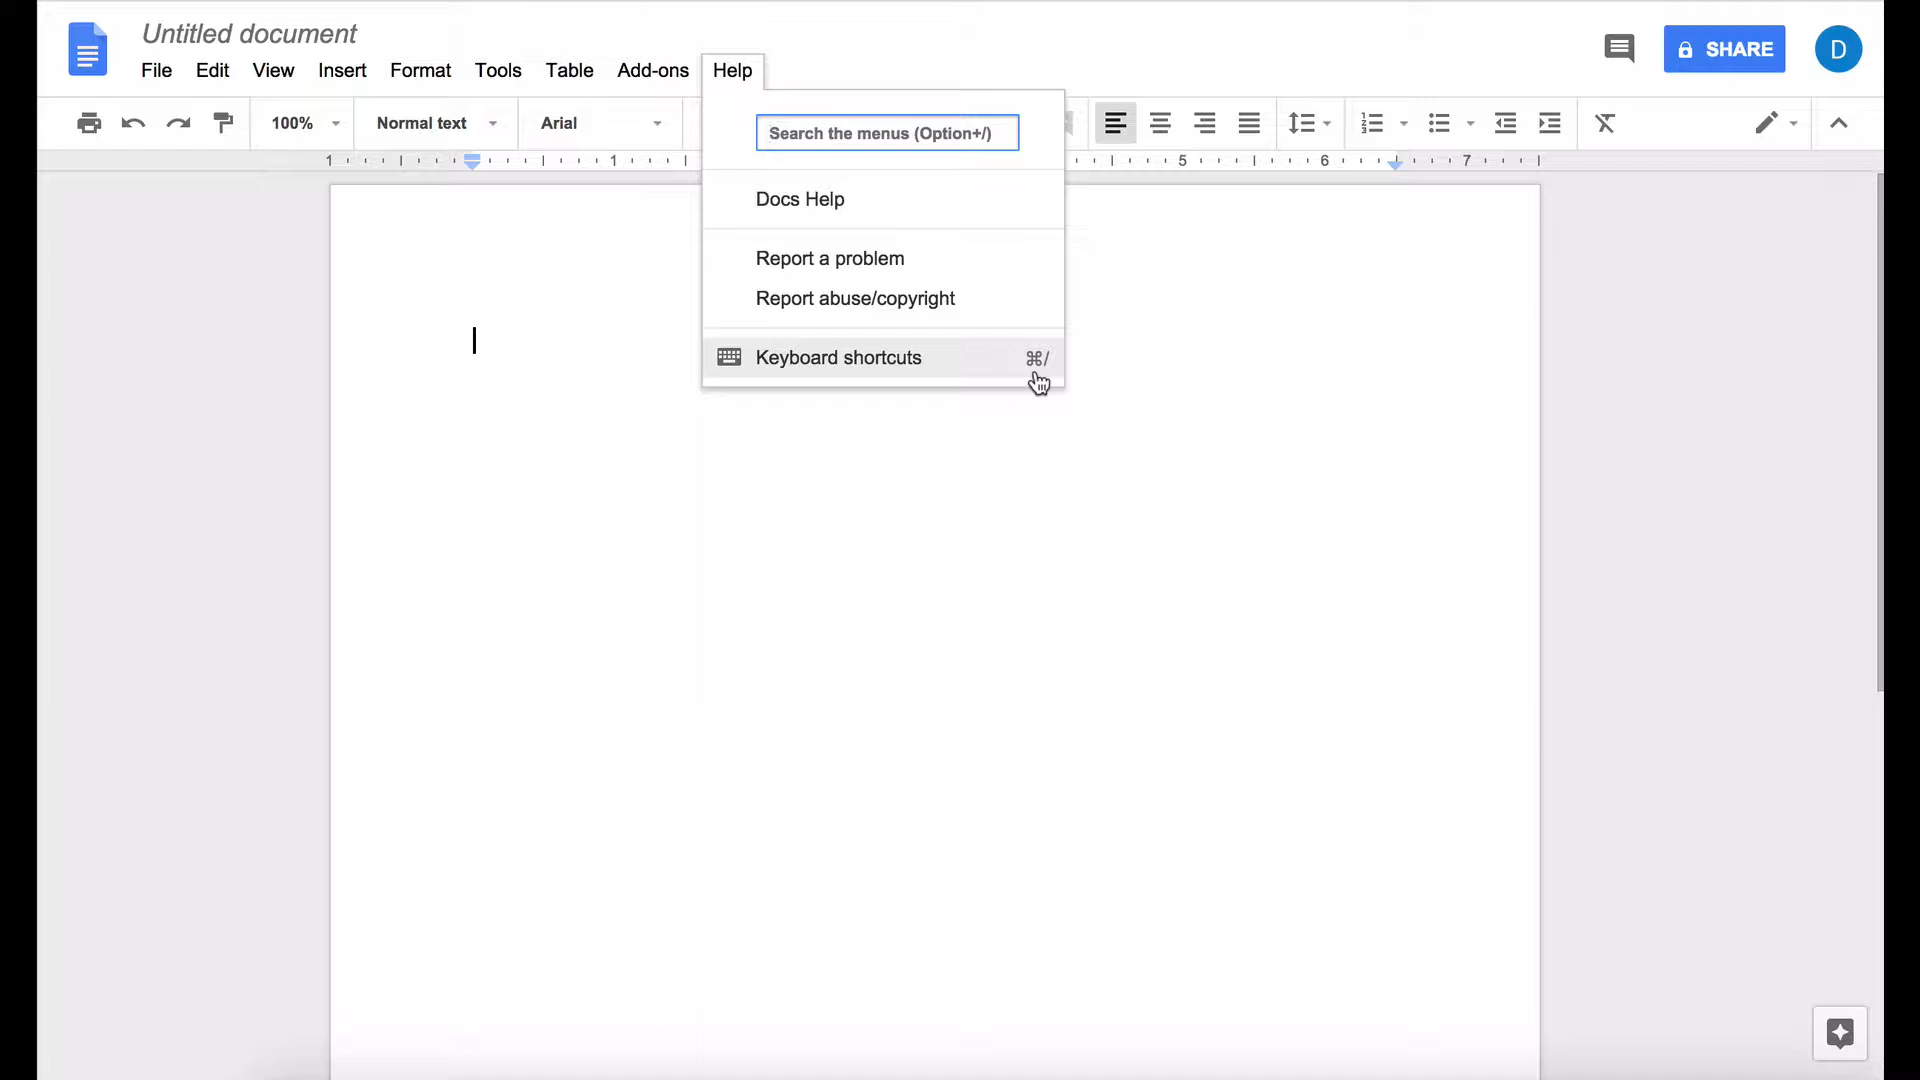 Untitled document
File Edit View Insert Format Tools Table Add-ons Help
SHARE
D
100% Normal text Arial
1 1 5 6 7
Search the menus (Option+/)
Docs Help
Report a problem
Report abuse/copyright
Keyboard shortcuts ⌘/